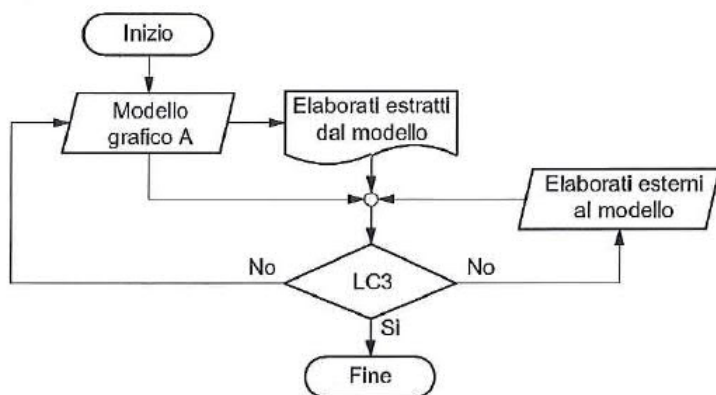 Inizio
Modello
grafico A
Elaborati estratti
dal modello
Elaborati esterni
al modello
No
LC3
No
Sì
Fine